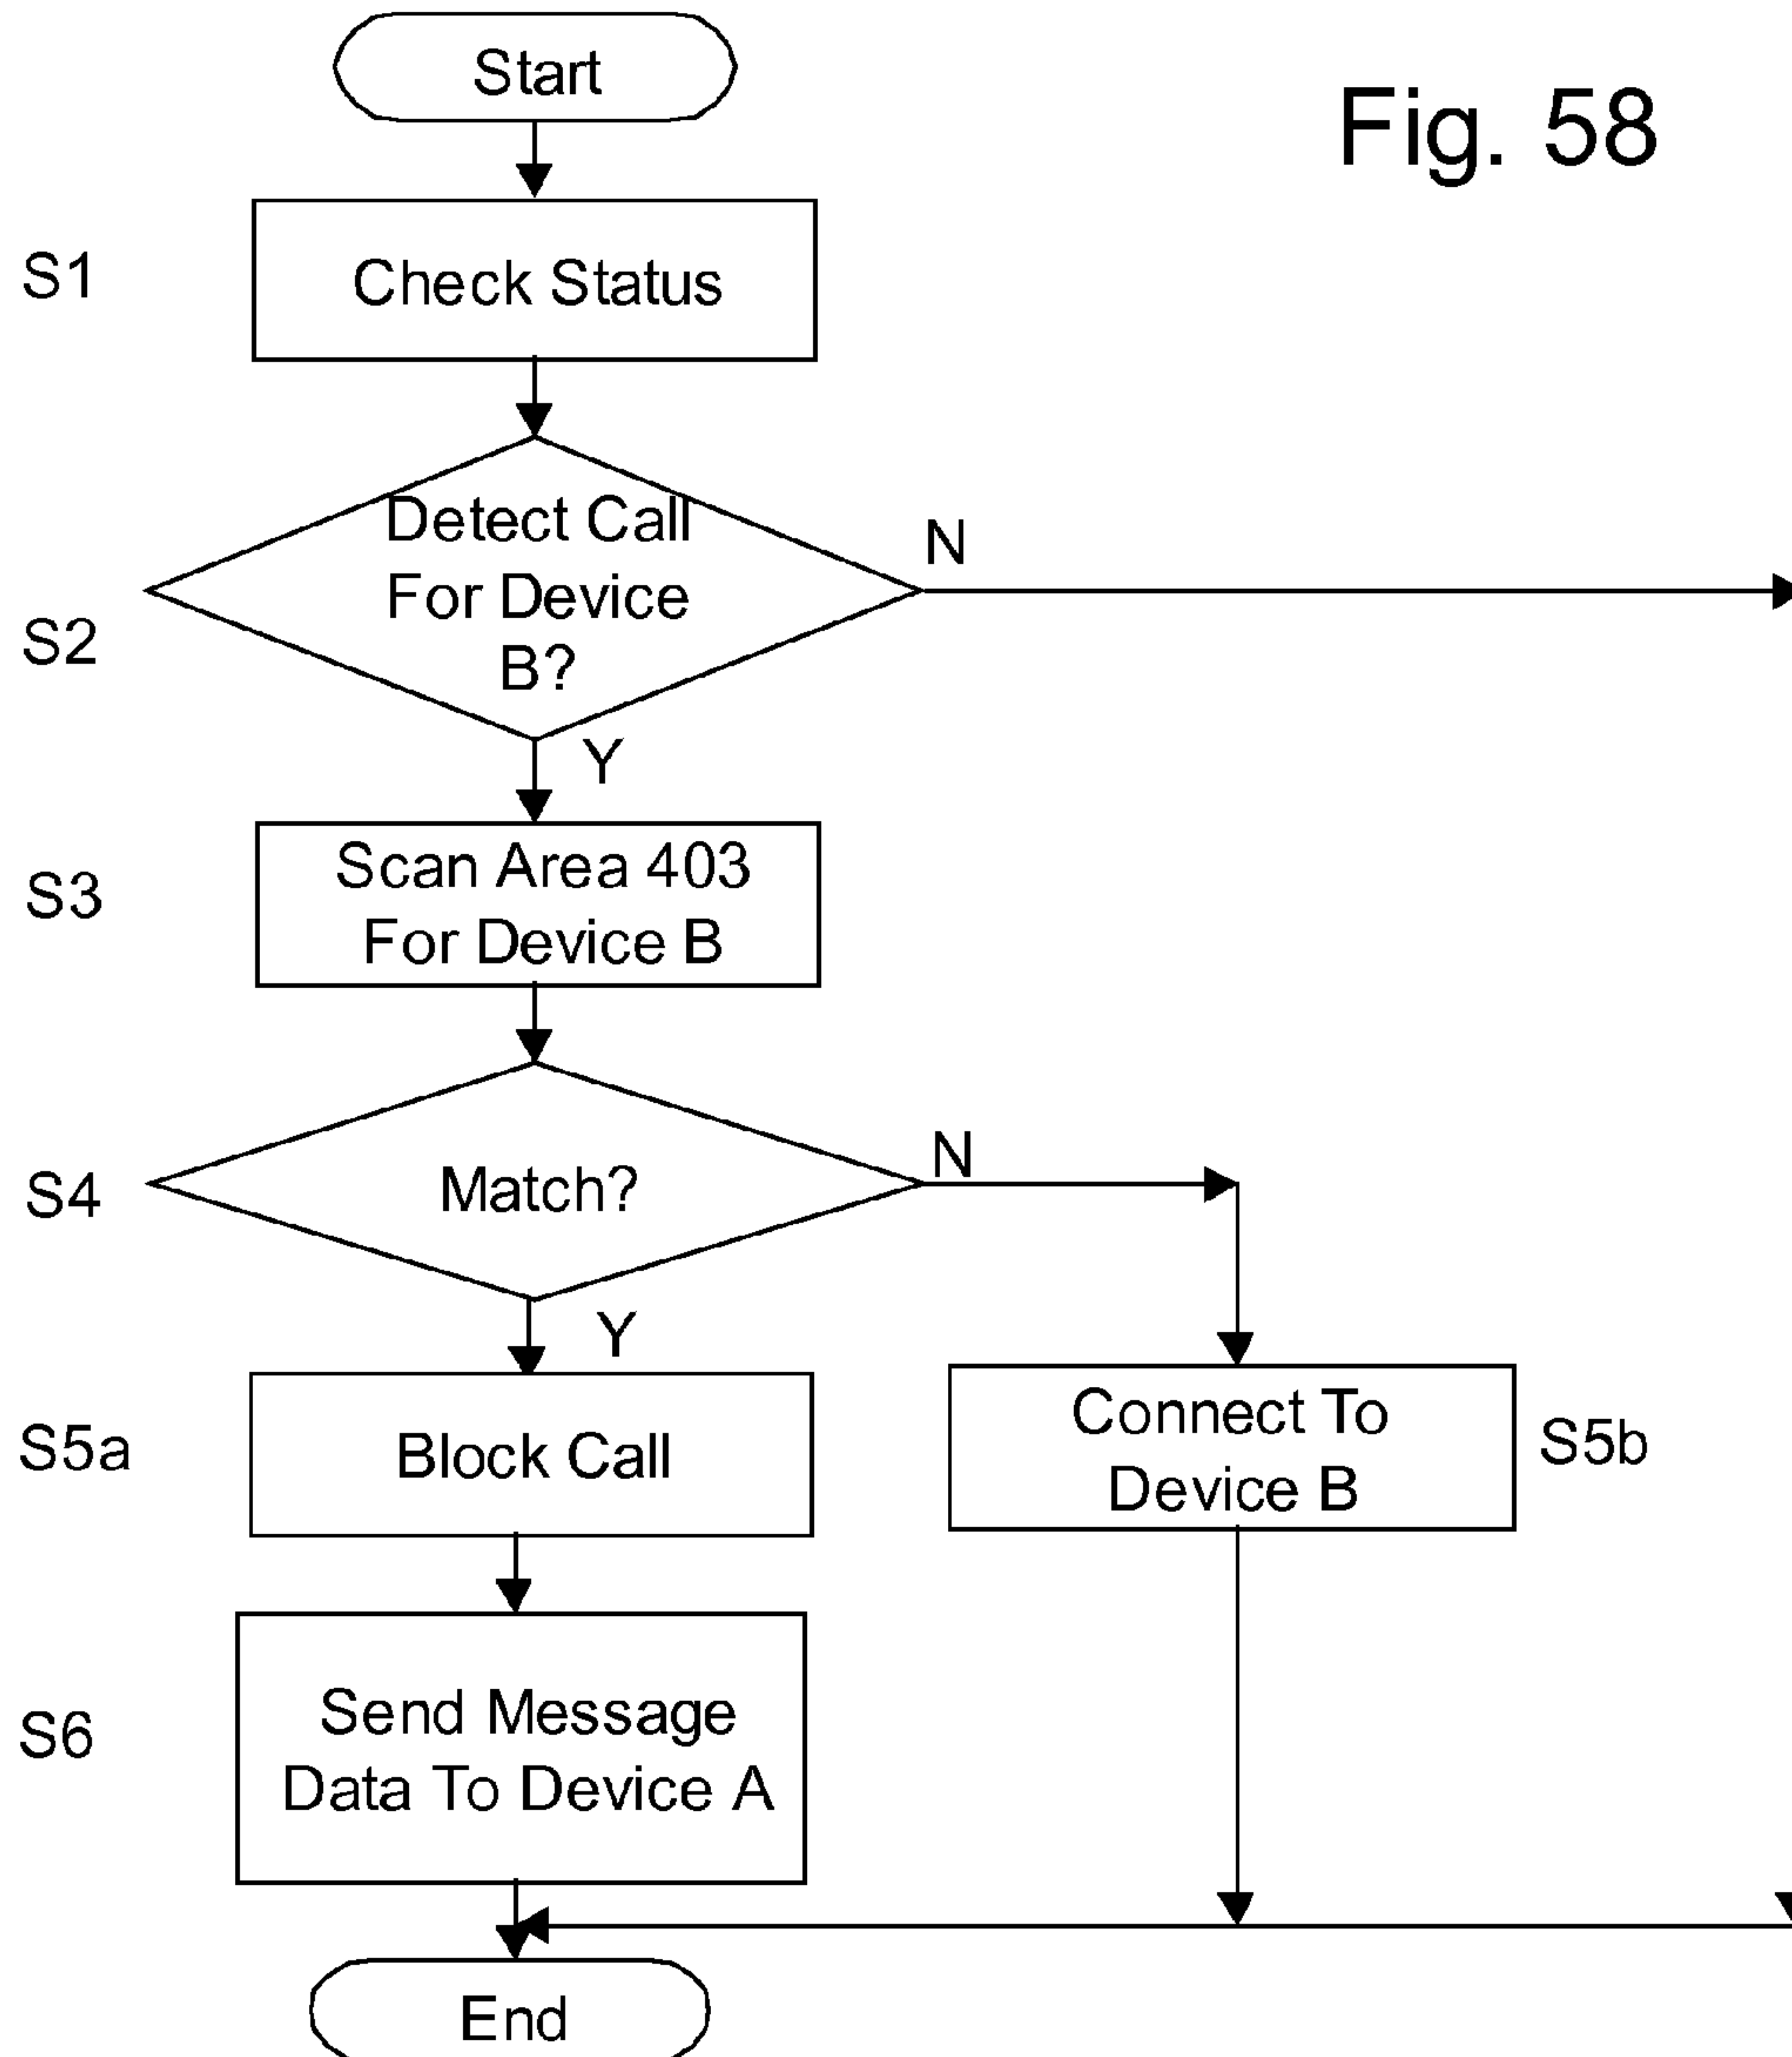 Start
Fig. 58
S1
Check Status
Detect Call
For Device
B?
N
S2
Y
S3
Scan Area 403
For Device B
S4
Match?
N
Y
S5a
Block Call
Connect To
Device B
S5b
S6
Send Message
Data To Device A
End